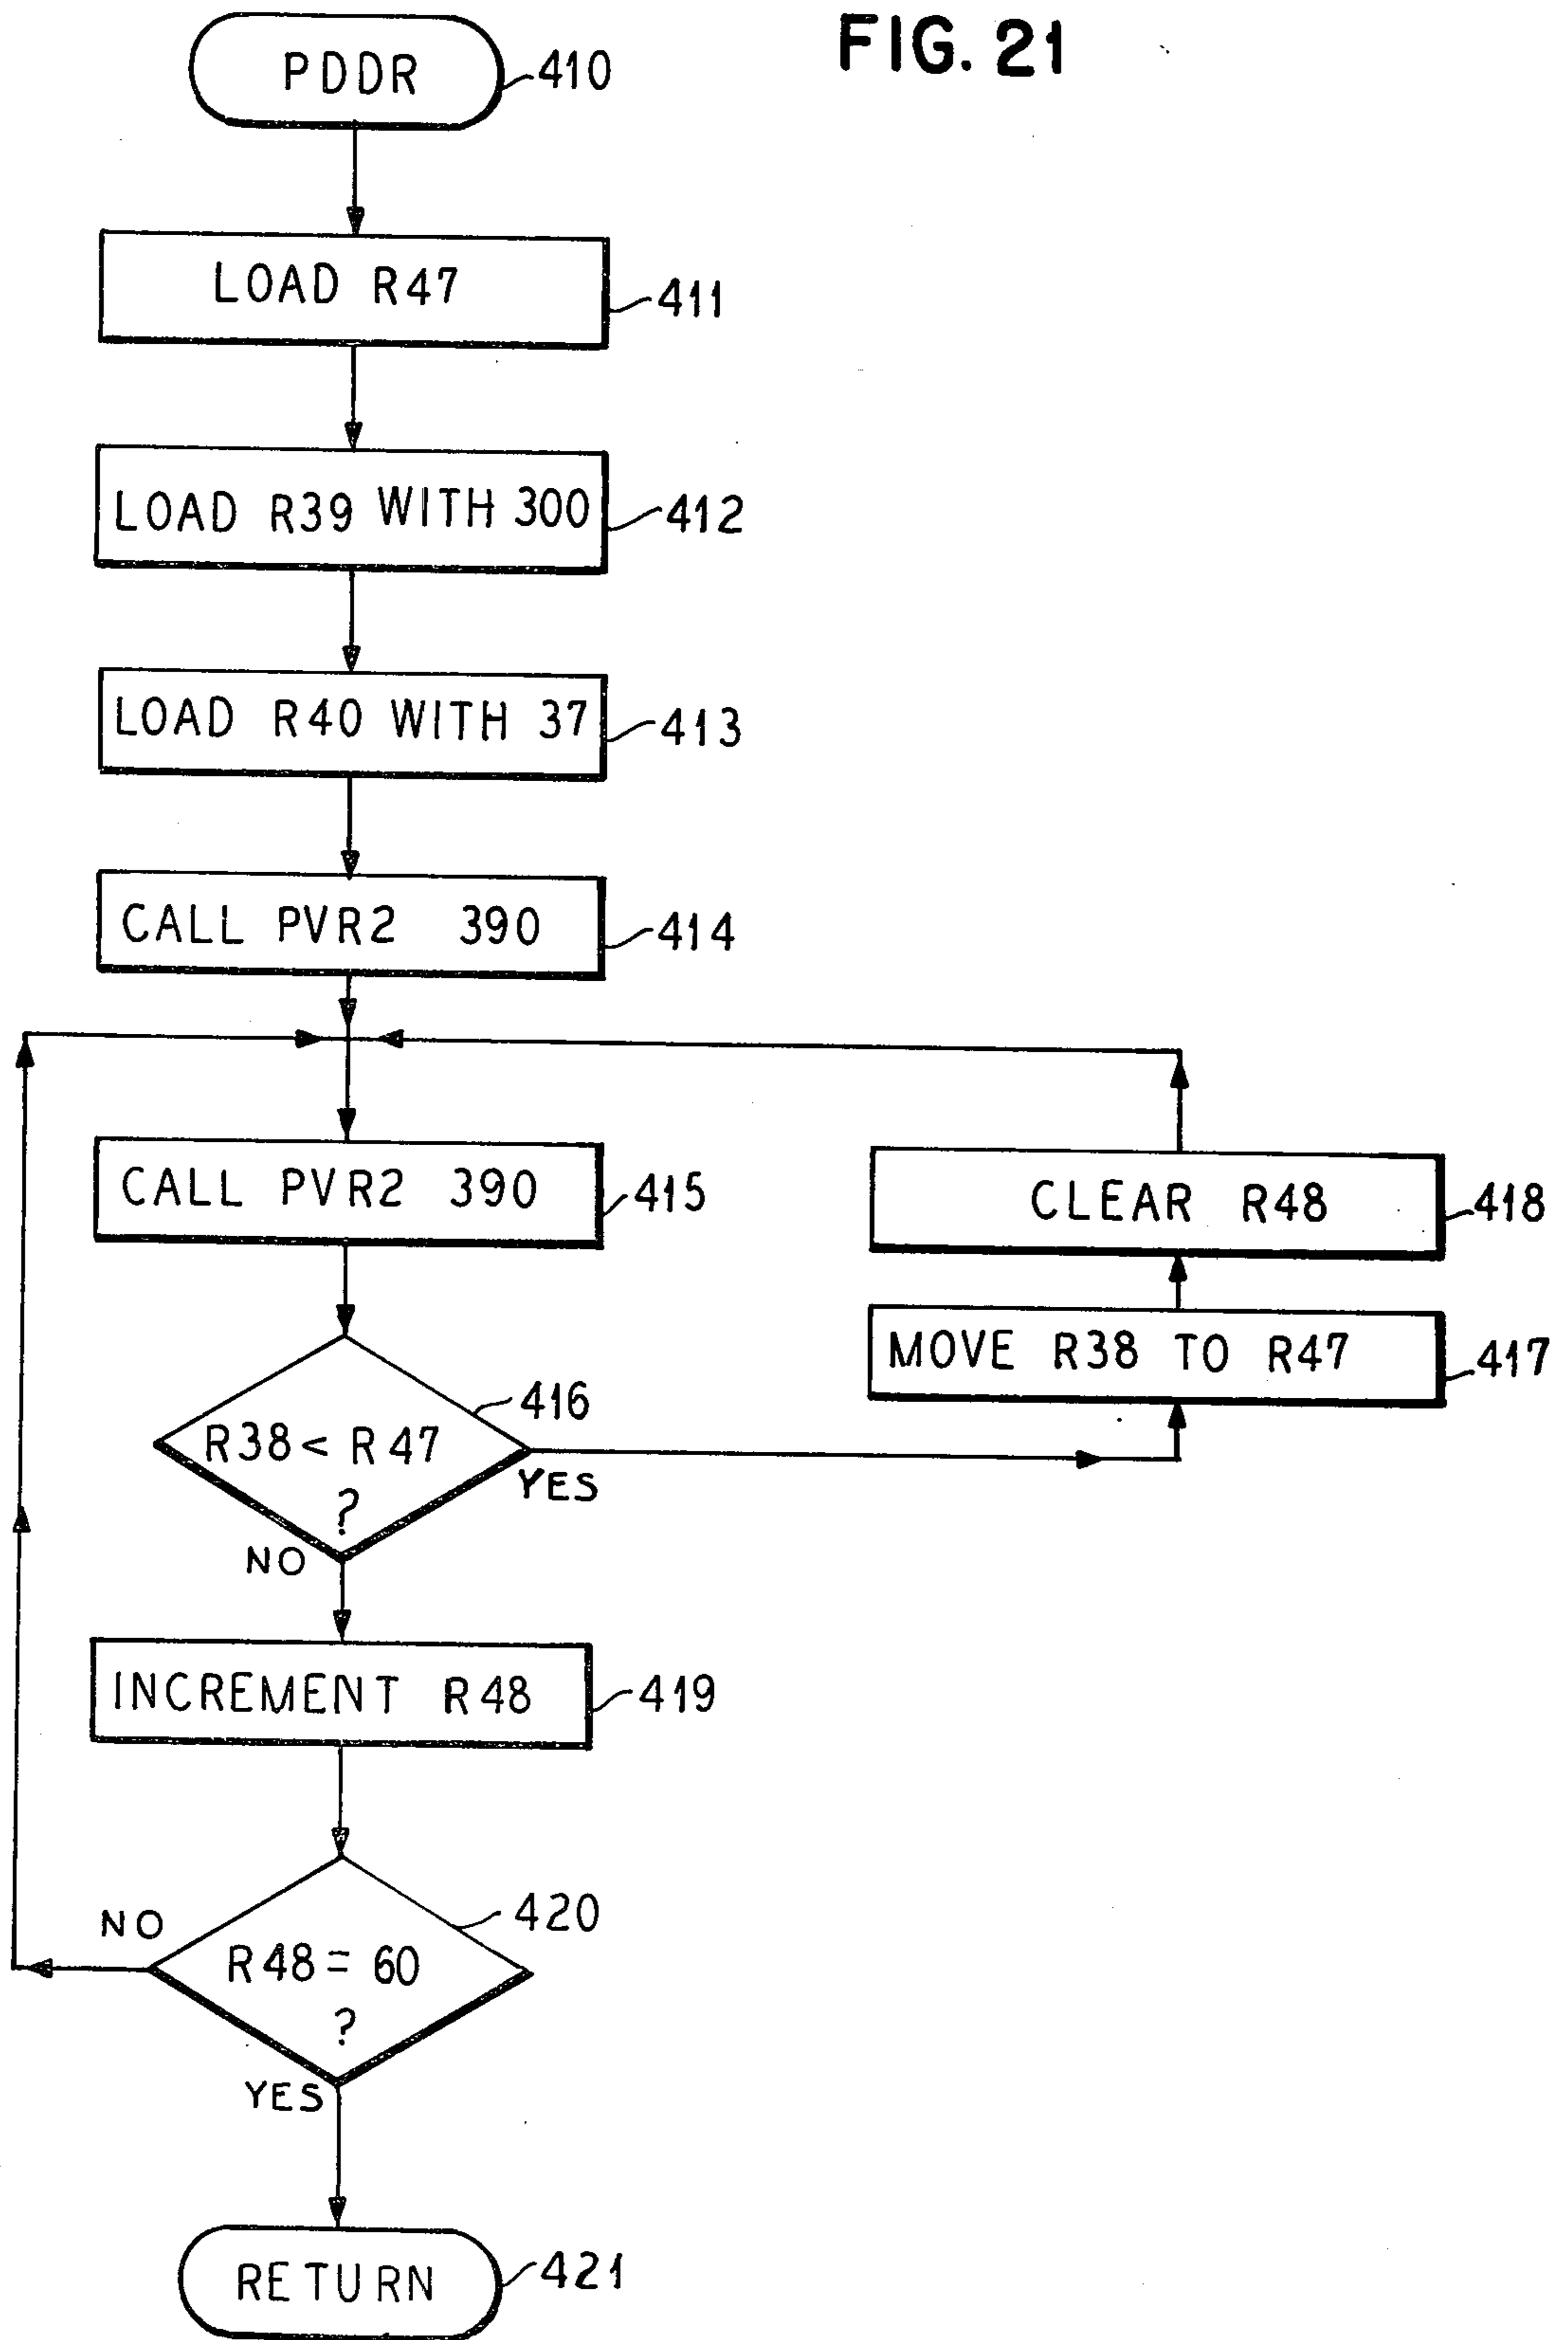 FIG. 21
PDDR
410
LOAD R47
411
LOAD R39 WITH 300
412
LOAD R40 WITH 37
413
CALL PVR2 390
414
CALL PVR2 390
415
CLEAR R48
418
MOVE R38 TO R47
417
416
R38 < R47
?
YES
NO
INCREMENT R48
419
420
NO
R48 = 60
?
YES
RETURN
421